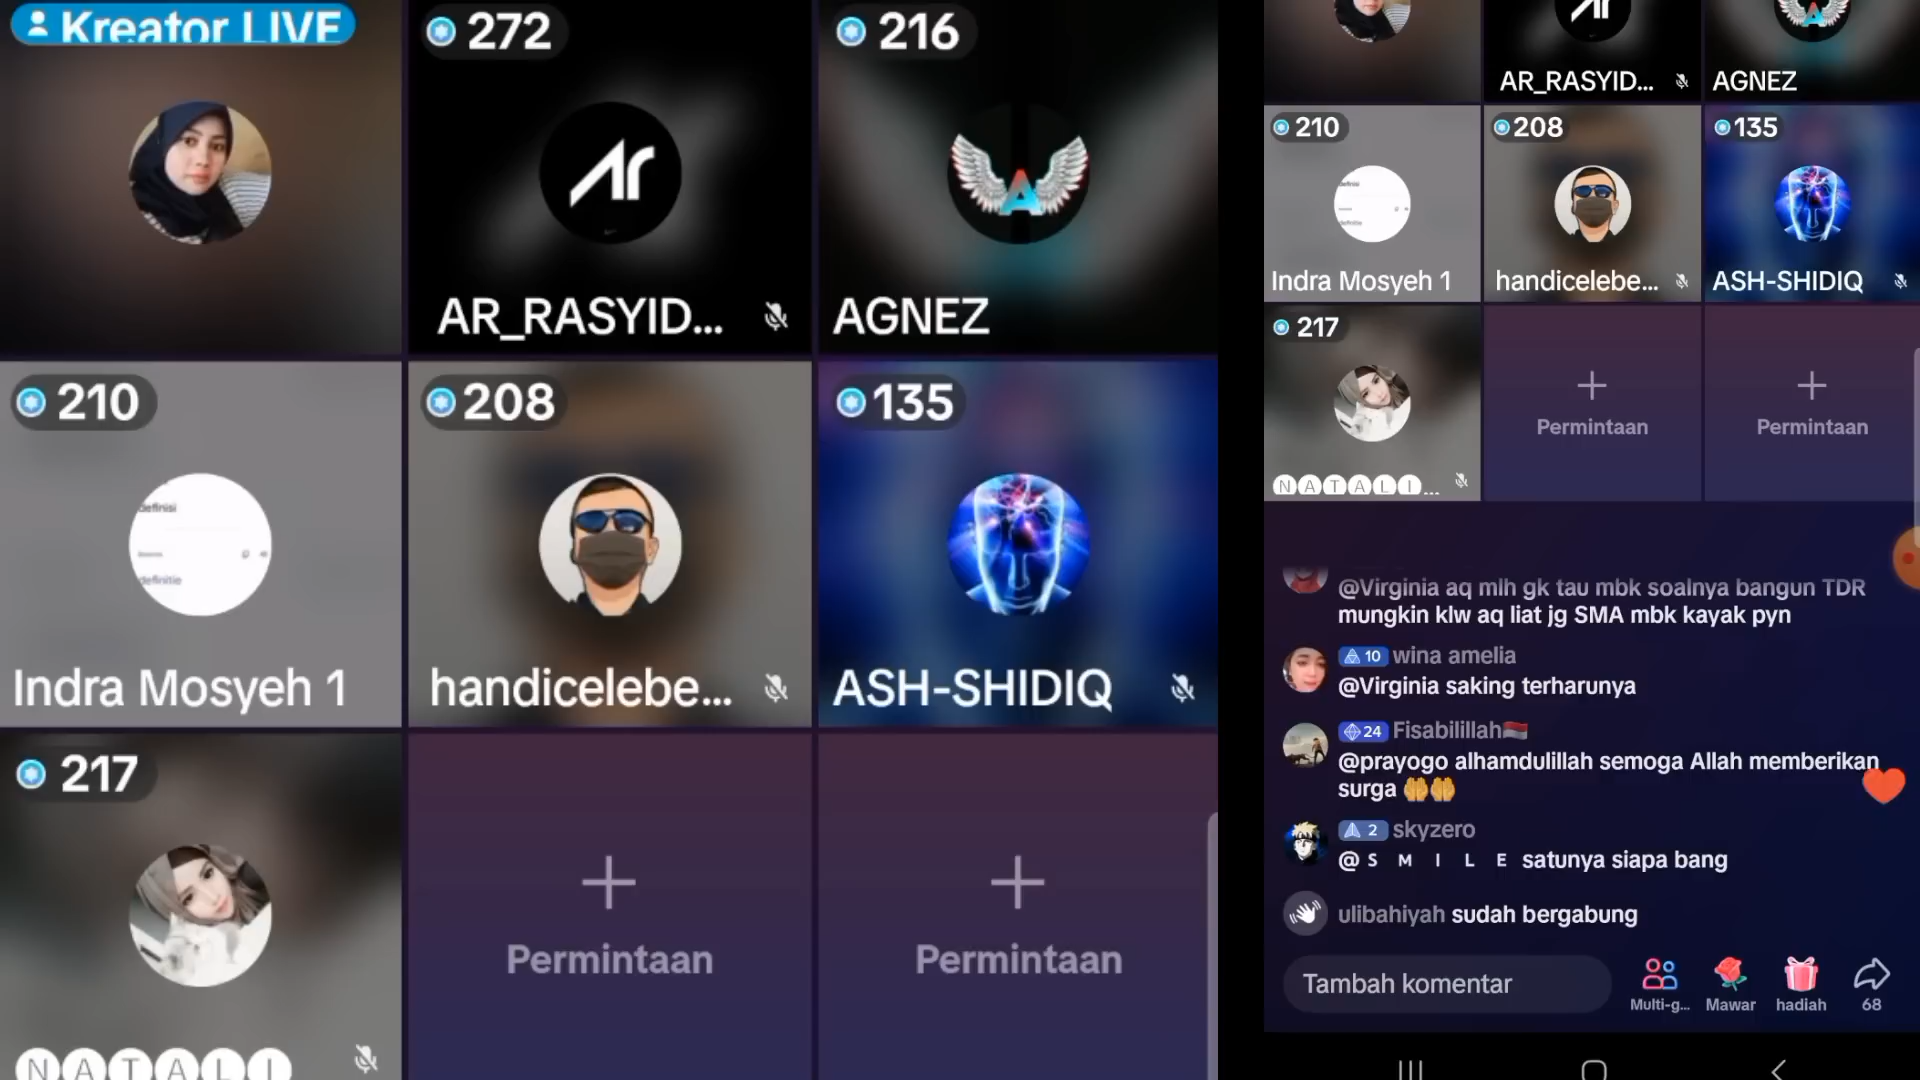 Kreator LIVE
272
216
AR_RASYID...
AGNEZ
210
208
135
definisi
definitie
Indra Mosyeh 1
handicelebe...
ASH-SHIDIQ
217
Permintaan
Permintaan
NATALI
AR_RASYID...
AGNEZ
210
208
135
Indra Mosyeh 1
handicelebe...
ASH-SHIDIQ
217
Permintaan
Permintaan
NATALI...
@Virginia aq mlh gk tau mbk soalnya bangun TDR
mungkin klw aq liat jg SMA mbk kayak pyn
10 wina amelia
@Virginia saking terharunya
24 Fisabilillah🇮🇩
@prayogo alhamdulillah semoga Allah memberikan
surga 🤲🤲
2 skyzero
@ S M I L E satunya siapa bang
ulibahiyah sudah bergabung
Tambah komentar
Multi-g...
Mawar
hadiah
68